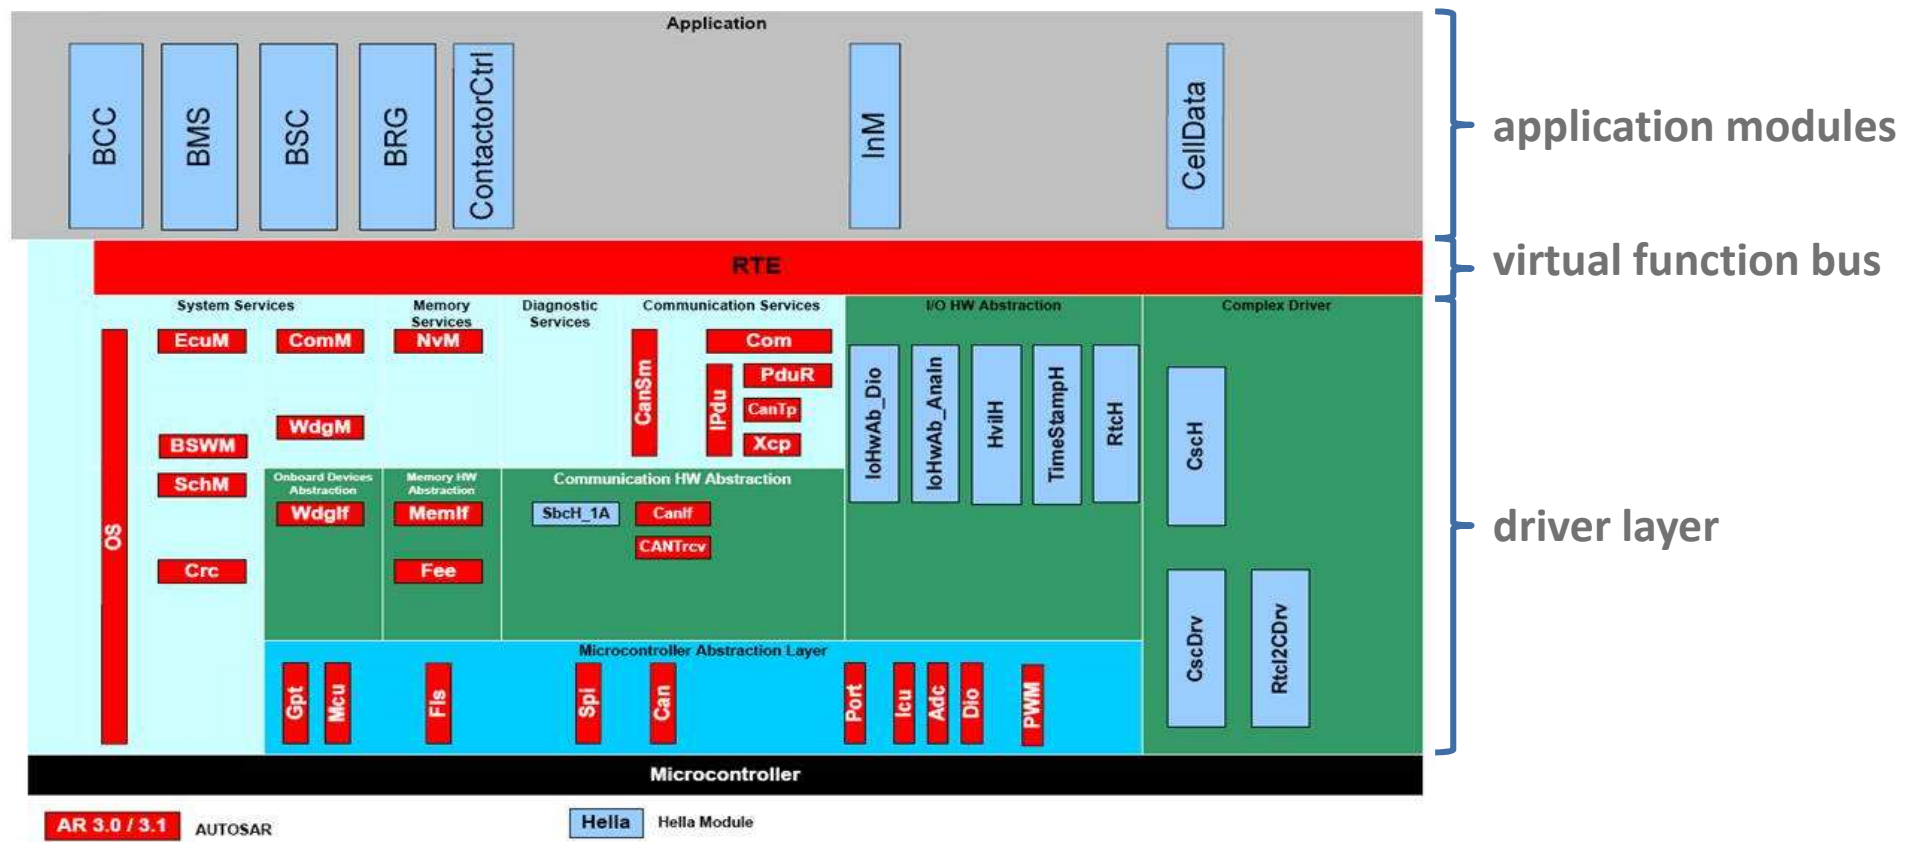 Application
BCC
BMS
BSC
BRG
ContactorCtrl
InM
CellData
application modules
RTE
virtual function bus
System Services
Memory
Services
Diagnostic
Services
Communication Services
I/O HW Abstraction
Complex Driver
OS
EcuM
ComM
NvM
CanSm
Com
IPdu
PduR
CanTp
Xcp
WdgM
BSWM
SchM
Crc
IoHwAb_Dio
IoHwAb_AnaIn
HvilH
TimeStampH
RtcH
CscH
Onboard Devices
Abstraction
WdgIf
Memory HW
Abstraction
MemIf
Fee
Communication HW Abstraction
SbcH_1A
CanIf
CANTrcv
driver layer
CscDrv
RtcI2CDrv
Microcontroller Abstraction Layer
Gpt
Mcu
Fls
Spi
Can
Port
Icu
Adc
Dio
PWM
Microcontroller
AR 3.0 / 3.1
AUTOSAR
Hella
Hella Module